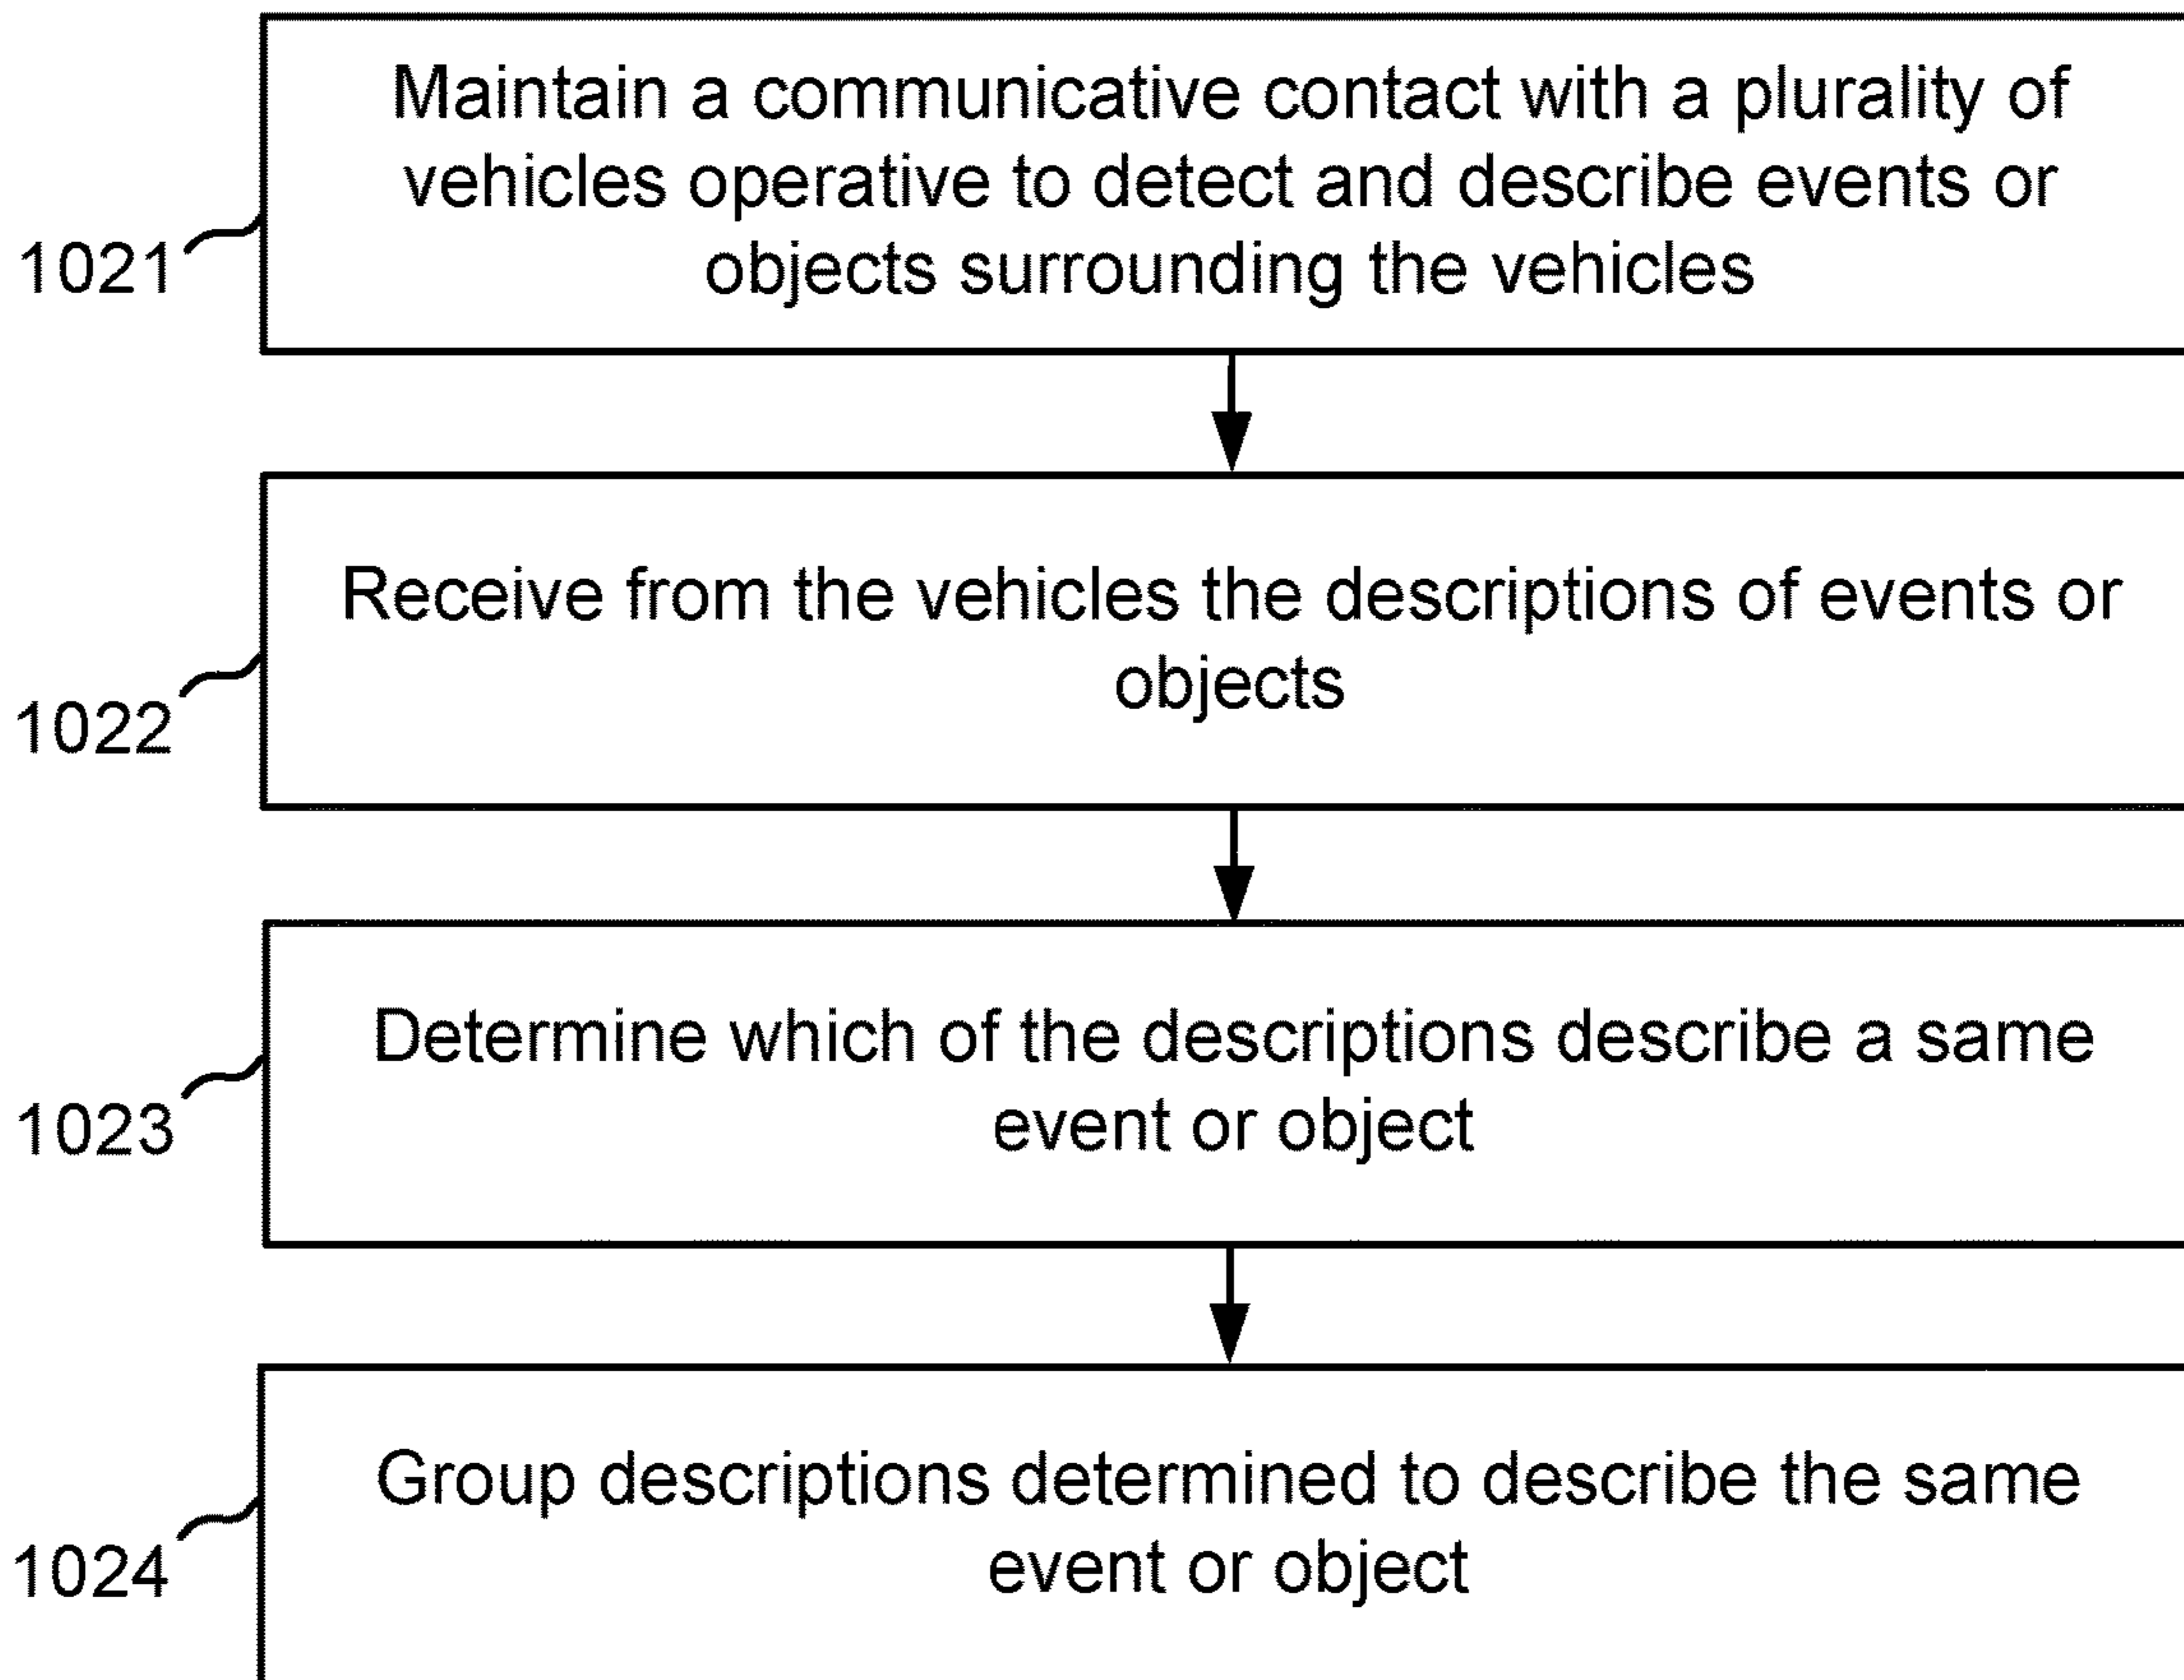 Maintain a communicative contact with a plurality of
vehicles operative to detect and describe events or
objects surrounding the vehicles
1021
Receive from the vehicles the descriptions of events or
objects
1022
Determine which of the descriptions describe a same
event or object
1023
Group descriptions determined to describe the same
event or object
1024